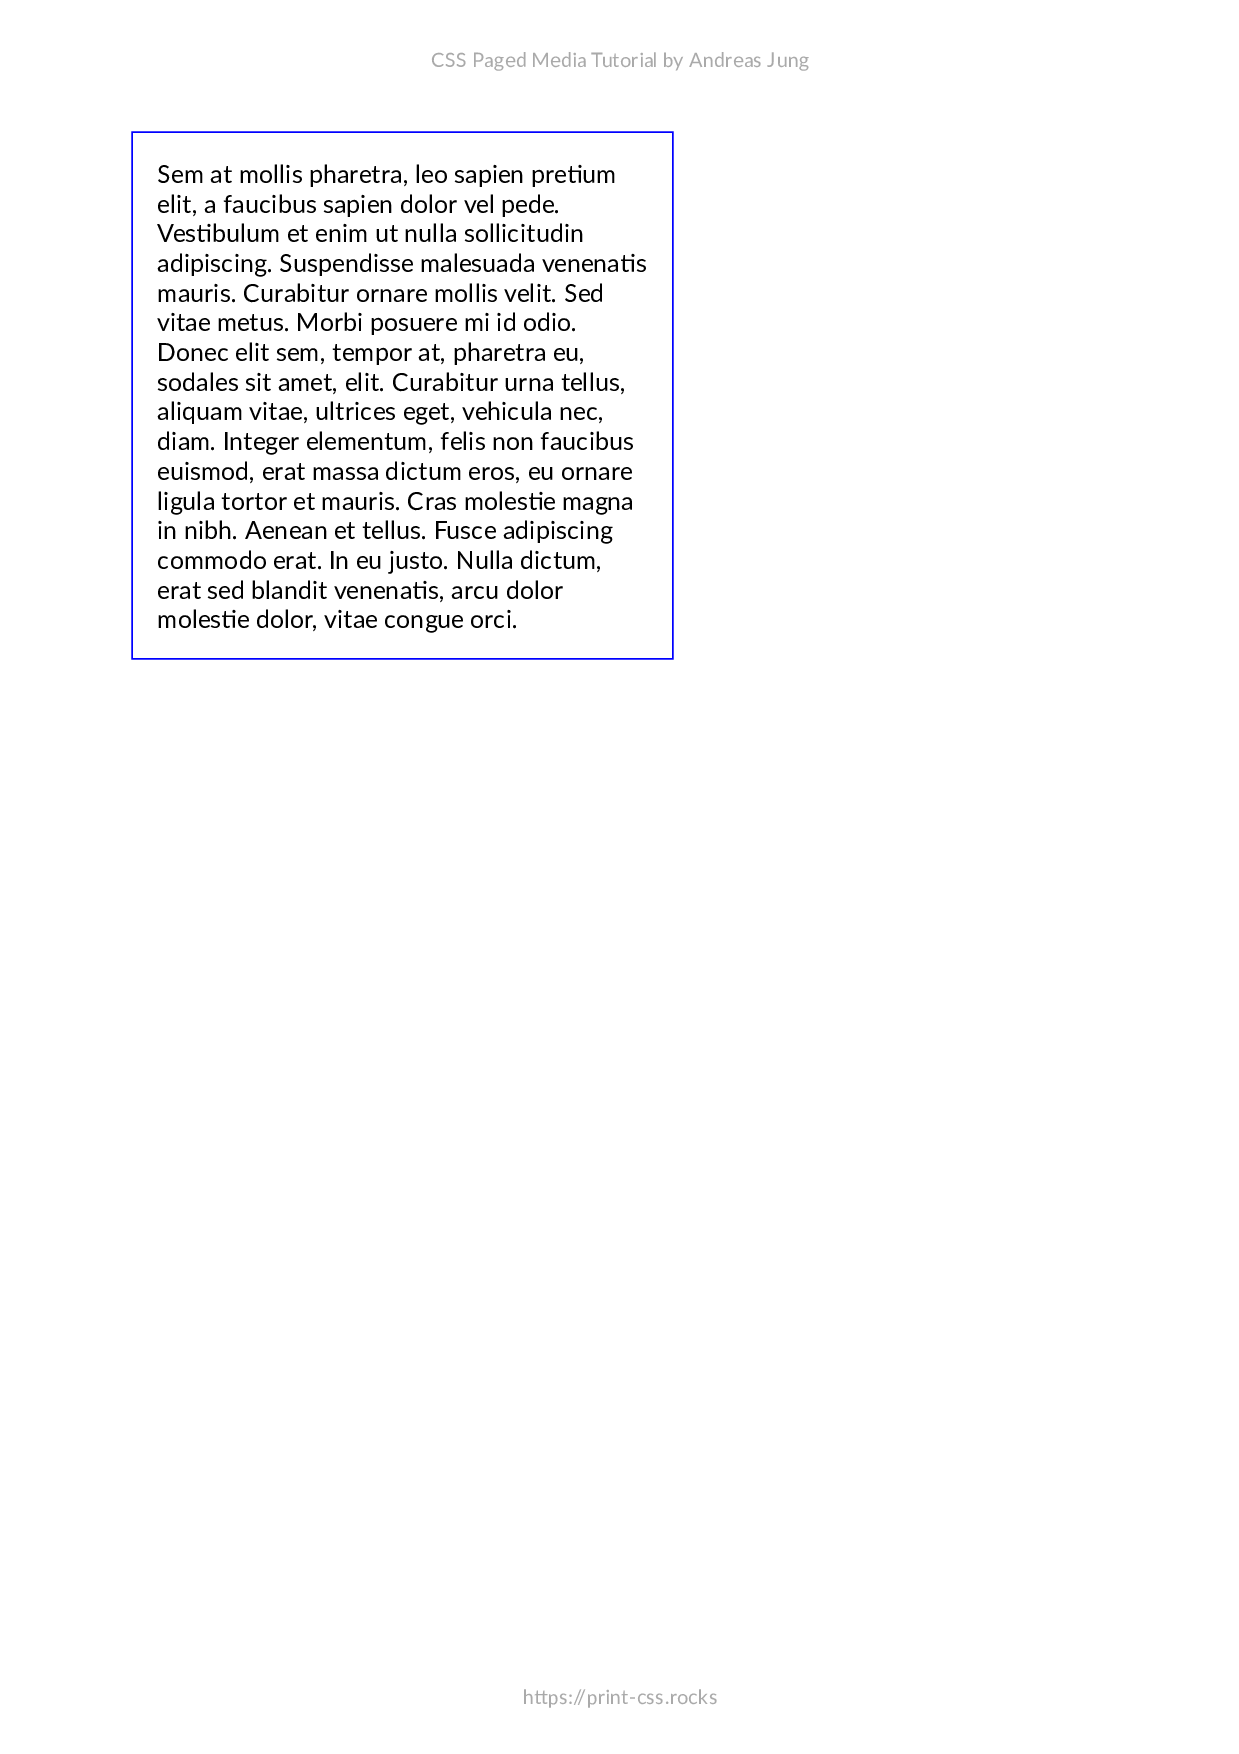 CSS Paged Media Tutorial by Andreas Jung
Sem at mollis pharetra, leo sapien pretium
elit, a faucibus sapien dolor vel pede.
Vestibulum et enim ut nulla sollicitudin
adipiscing. Suspendisse malesuada venenatis
mauris. Curabitur ornare mollis velit. Sed
vitae metus. Morbi posuere mi id odio.
Donec elit sem, tempor at, pharetra eu,
sodales sit amet, elit. Curabitur urna tellus,
aliquam vitae, ultrices eget, vehicula nec,
diam. Integer elementum, felis non faucibus
euismod, erat massa dictum eros, eu ornare
ligula tortor et mauris. Cras molestie magna
in nibh. Aenean et tellus. Fusce adipiscing
commodo erat. In eu justo. Nulla dictum,
erat sed blandit venenatis, arcu dolor
molestie dolor, vitae congue orci.
https://print-css.rocks